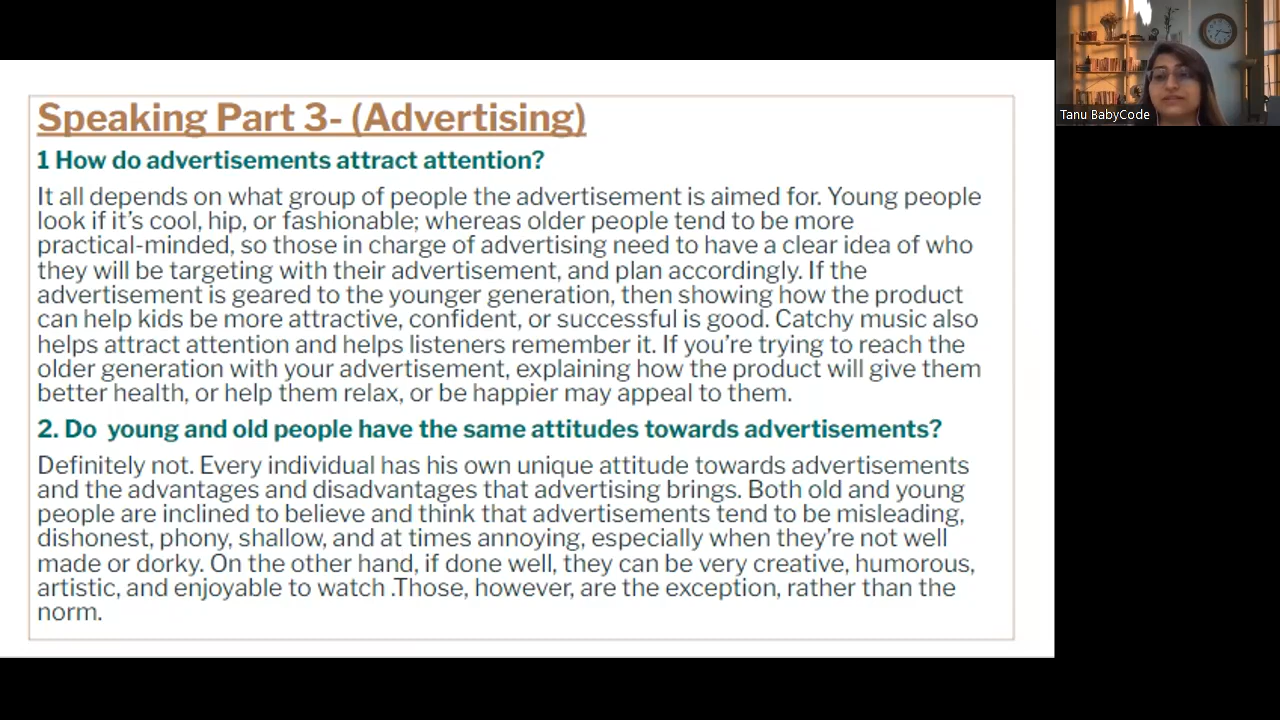 Speaking Part 3- (Advertising)
1 How do advertisements attract attention?
It all depends on what group of people the advertisement is aimed for. Young people
look if it's cool, hip, or fashionable; whereas older people tend to be more
practical-minded, so those in charge of advertising need to have a clear idea of who
they will be targeting with their advertisement, and plan accordingly. If the
advertisement is geared to the younger generation, then showing how the product
can help kids be more attractive, confident, or successful is good. Catchy music also
helps attract attention and helps listeners remember it. If you're trying to reach the
older generation with your advertisement, explaining how the product will give them
better health, or help them relax, or be happier may appeal to them.
2. Do  young and old people have the same attitudes towards advertisements?
Definitely not. Every individual has his own unique attitude towards advertisements
and the advantages and disadvantages that advertising brings. Both old and young
people are inclined to believe and think that advertisements tend to be misleading,
dishonest, phony, shallow, and at times annoying, especially when they're not well
made or dorky. On the other hand, if done well, they can be very creative, humorous,
artistic, and enjoyable to watch .Those, however, are the exception, rather than the
norm.
Tanu BabyCode